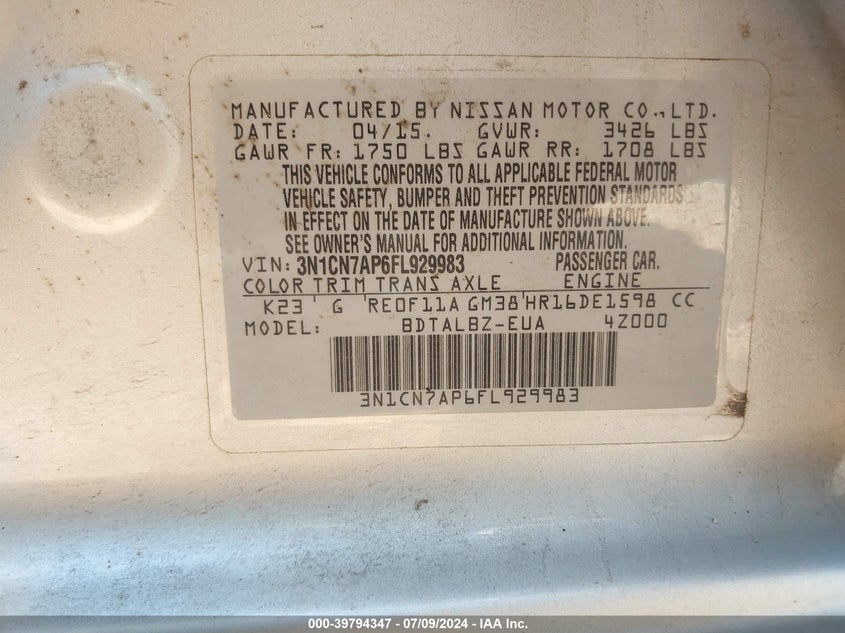 MANUFACTURED BY NISSAN MOTOR CO., LTD.
DATE: 04/15. GVWR: 3426 LBS
GAWR FR: 1750 LBS GAWR RR: 1708 LBS
THIS VEHICLE CONFORMS TO ALL APPLICABLE FEDERAL MOTOR
VEHICLE SAFETY, BUMPER AND THEFT PREVENTION STANDARDS
IN EFFECT ON THE DATE OF MANUFACTURE SHOWN ABOVE.
SEE OWNER'S MANUAL FOR ADDITIONAL INFORMATION.
VIN: 3N1CN7AP6FL929983 PASSENGER CAR.
COLOR TRIM TRANS AXLE ENGINE
K23 G RE0F11A GM38 HR16DE1598 CC
MODEL: BDTALBZ-EUA 4Z000
3N1CN7AP6FL929983
000-39794347 - 07/09/2024 - IAA Inc.